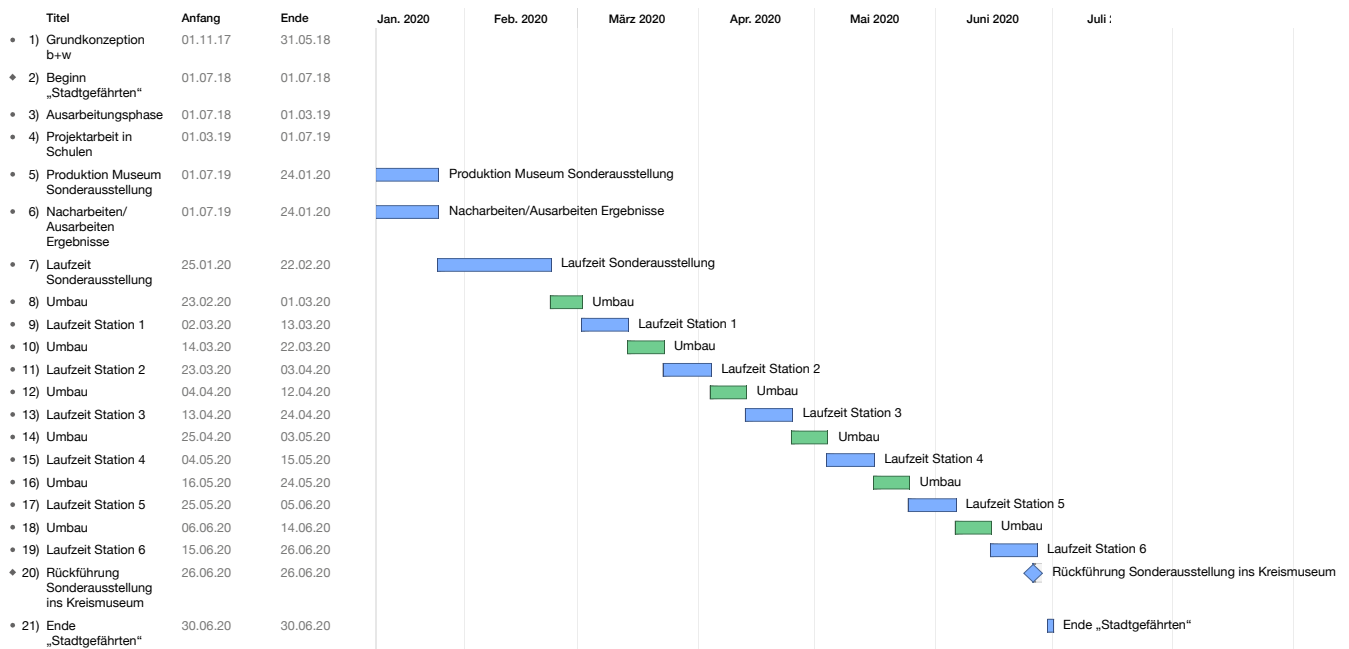 Titel Anfang Ende Jan. 2020 Feb. 2020 März 2020 Apr. 2020 Mai 2020 Juni 2020 Juli 2
1) Grundkonzeption 01.11.17 31.05.18
b+w
2) Beginn 01.07.18 01.07.18
„Stadtgefährten“
3) Ausarbeitungsphase 01.07.18 01.03.19
4) Projektarbeit in 01.03.19 01.07.19
Schulen
5) Produktion Museum 01.07.19 24.01.20 Produktion Museum Sonderausstellung
Sonderausstellung
6) Nacharbeiten/ 01.07.19 24.01.20 Nacharbeiten/Ausarbeiten Ergebnisse
Ausarbeiten
Ergebnisse
7) Laufzeit 25.01.20 22.02.20 Laufzeit Sonderausstellung
Sonderausstellung
8) Umbau 23.02.20 01.03.20 Umbau
9) Laufzeit Station 1 02.03.20 13.03.20 Laufzeit Station 1
10) Umbau 14.03.20 22.03.20 Umbau
11) Laufzeit Station 2 23.03.20 03.04.20 Laufzeit Station 2
12) Umbau 04.04.20 12.04.20 Umbau
13) Laufzeit Station 3 13.04.20 24.04.20 Laufzeit Station 3
14) Umbau 25.04.20 03.05.20 Umbau
15) Laufzeit Station 4 04.05.20 15.05.20 Laufzeit Station 4
16) Umbau 16.05.20 24.05.20 Umbau
17) Laufzeit Station 5 25.05.20 05.06.20 Laufzeit Station 5
18) Umbau 06.06.20 14.06.20 Umbau
19) Laufzeit Station 6 15.06.20 26.06.20 Laufzeit Station 6
20) Rückführung 26.06.20 26.06.20 Rückführung Sonderausstellung ins Kreismuseum
Sonderausstellung
ins Kreismuseum
21) Ende 30.06.20 30.06.20 Ende „Stadtgefährten“
„Stadtgefährten“